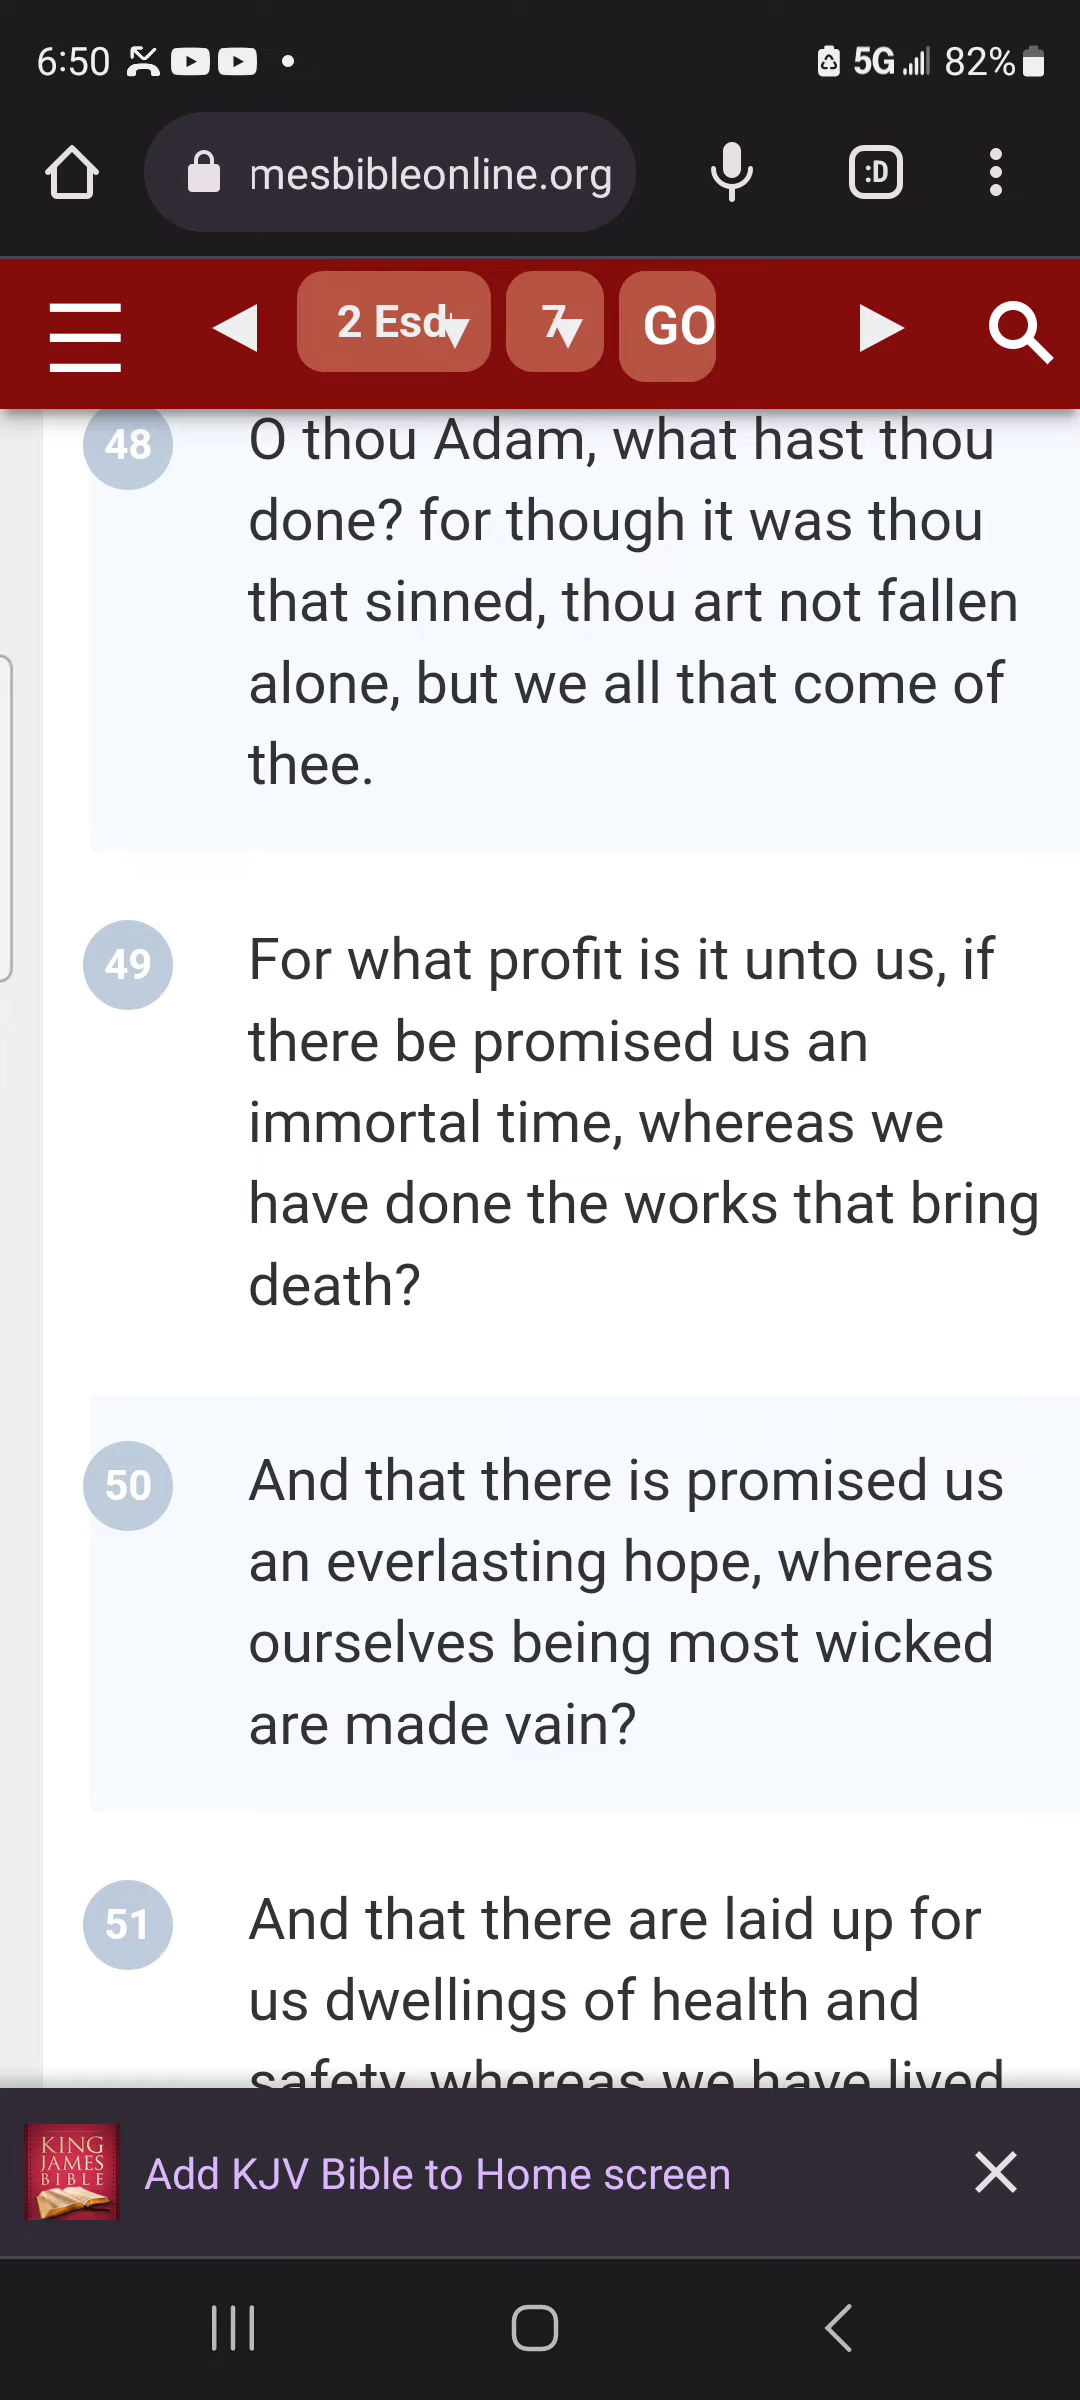 6:50
5G 82%
mesbibleonline.org
:D
2 Esd
7
GO
48
O thou Adam, what hast thou
done? for though it was thou
that sinned, thou art not fallen
alone, but we all that come of
thee.
49
For what profit is it unto us, if
there be promised us an
immortal time, whereas we
have done the works that bring
death?
50
And that there is promised us
an everlasting hope, whereas
ourselves being most wicked
are made vain?
51
And that there are laid up for
us dwellings of health and
safety, whereas we have lived
KING
JAMES
BIBLE
Add KJV Bible to Home screen